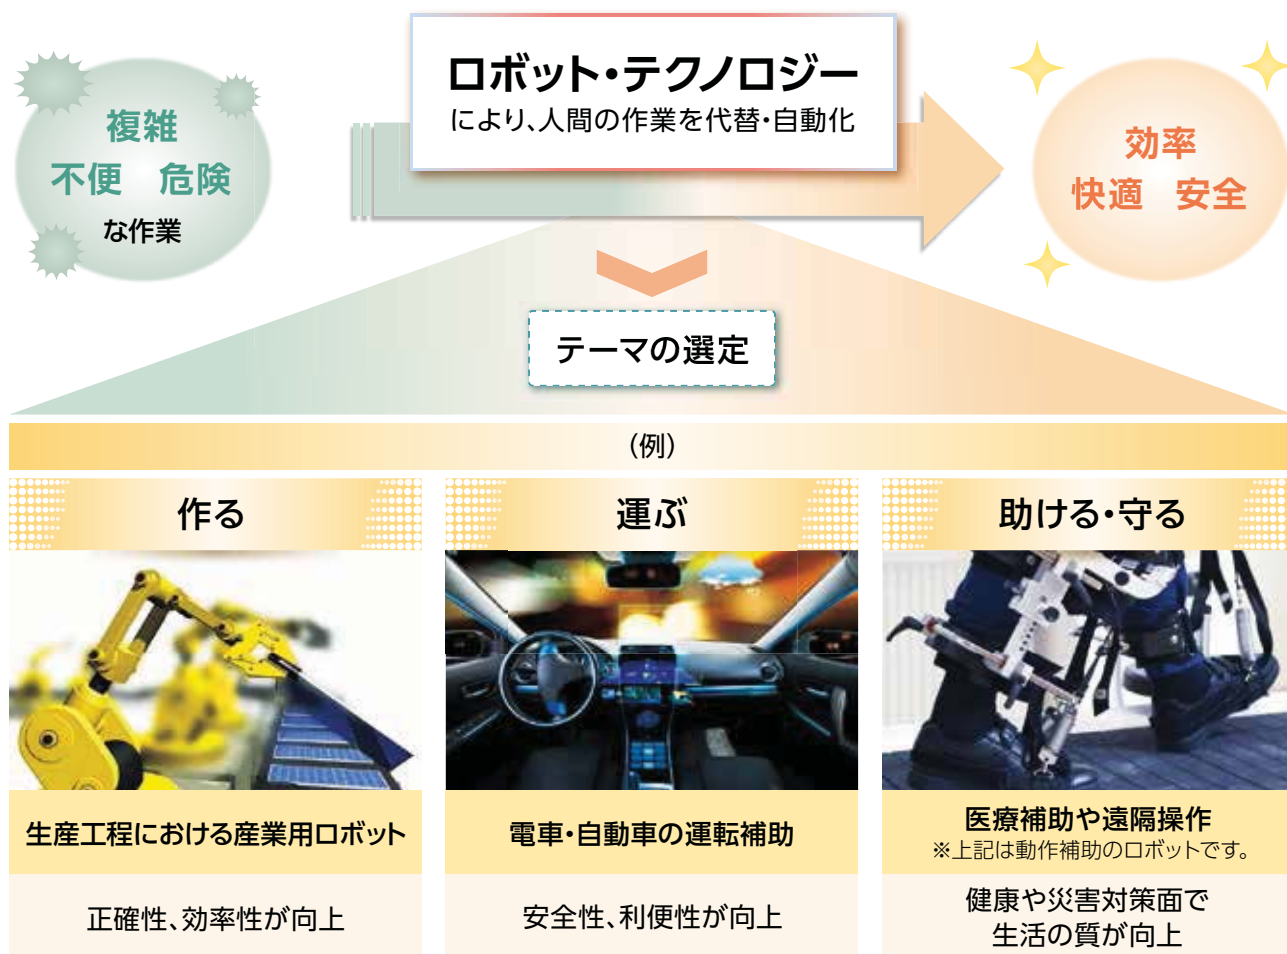 複雑
不便 危険
な作業
ロボット・テクノロジー
により、人間の作業を代替・自動化
効率
快適 安全
テーマの選定
(例)
作る
生産工程における産業用ロボット
正確性、効率性が向上
運ぶ
電車・自動車の運転補助
安全性、利便性が向上
助ける・守る
医療補助や遠隔操作
※上記は動作補助のロボットです。
健康や災害対策面で
生活の質が向上